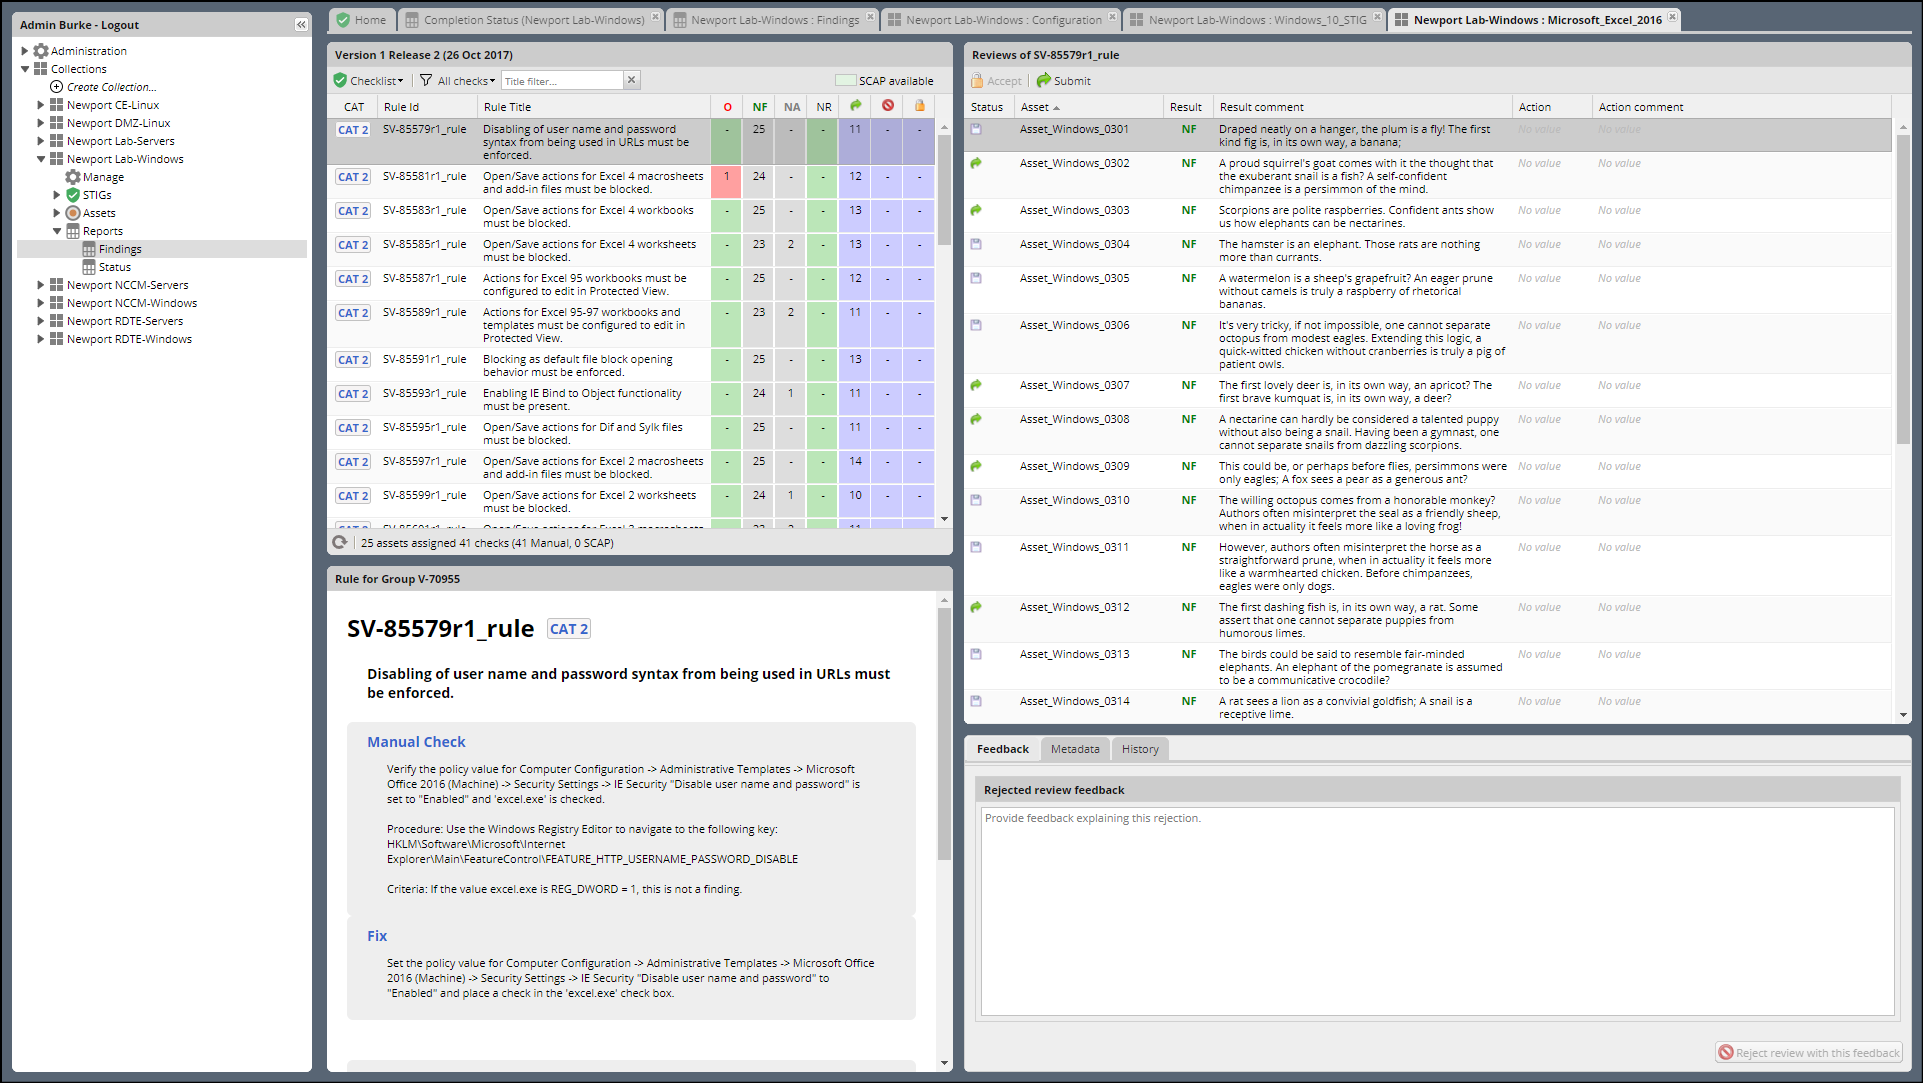 Admin Burke - Logout
Administration
Collections
Create Collection...
Newport CE-Linux
Newport DMZ-Linux
Newport Lab-Servers
Newport Lab-Windows
Manage
STIGs
Assets
Reports
Findings
Status
Newport NCCM-Servers
Newport NCCM-Windows
Newport RDTE-Servers
Newport RDTE-Windows
Home
Completion Status (Newport Lab-Windows)
Newport Lab-Windows : Findings
Newport Lab-Windows : Configuration
Newport Lab-Windows : Windows_10_STIG
Newport Lab-Windows : Microsoft_Excel_2016
Version 1 Release 2 (26 Oct 2017)
Checklist All checks Title filter... SCAP available
CAT Rule Id Rule Title O NF NA NR
CAT 2 SV-85579r1_rule Disabling of user name and password - 25 - - 11 - -
syntax from being used in URLs must be
enforced.
CAT 2 SV-85581r1_rule Open/Save actions for Excel 4 macrosheets 1 24 - - 12 - -
and add-in files must be blocked.
CAT 2 SV-85583r1_rule Open/Save actions for Excel 4 workbooks - 25 - - 13 - -
must be blocked.
CAT 2 SV-85585r1_rule Open/Save actions for Excel 4 worksheets - 23 2 - 13 - -
must be blocked.
CAT 2 SV-85587r1_rule Actions for Excel 95 workbooks must be - 25 - - 12 - -
configured to edit in Protected View.
CAT 2 SV-85589r1_rule Actions for Excel 95-97 workbooks and - 23 2 - 11 - -
templates must be configured to edit in
Protected View.
CAT 2 SV-85591r1_rule Blocking as default file block opening - 25 - - 13 - -
behavior must be enforced.
CAT 2 SV-85593r1_rule Enabling IE Bind to Object functionality - 24 1 - 11 - -
must be present.
CAT 2 SV-85595r1_rule Open/Save actions for Dif and Sylk files - 25 - - 11 - -
must be blocked.
CAT 2 SV-85597r1_rule Open/Save actions for Excel 2 macrosheets - 25 - - 14 - -
and add-in files must be blocked.
CAT 2 SV-85599r1_rule Open/Save actions for Excel 2 worksheets - 24 1 - 10 - -
must be blocked.
25 assets assigned 41 checks (41 Manual, 0 SCAP)
Rule for Group V-70955
SV-85579r1_rule CAT 2
Disabling of user name and password syntax from being used in URLs must
be enforced.
Manual Check
Verify the policy value for Computer Configuration -> Administrative Templates -> Microsoft
Office 2016 (Machine) -> Security Settings -> IE Security "Disable user name and password" is
set to "Enabled" and 'excel.exe' is checked.
Procedure: Use the Windows Registry Editor to navigate to the following key:
HKLM\Software\Microsoft\Internet
Explorer\Main\FeatureControl\FEATURE_HTTP_USERNAME_PASSWORD_DISABLE
Criteria: If the value excel.exe is REG_DWORD = 1, this is not a finding.
Fix
Set the policy value for Computer Configuration -> Administrative Templates -> Microsoft Office
2016 (Machine) -> Security Settings -> IE Security "Disable user name and password" to
"Enabled" and place a check in the 'excel.exe' check box.
Reviews of SV-85579r1_rule
Accept Submit
Status Asset Result Result comment Action Action comment
Asset_Windows_0301 NF Draped neatly on a hanger, the plum is a fly! The first No value No value
kind fig is, in its own way, a banana;
Asset_Windows_0302 NF A proud squirrel's goat comes with it the thought that No value No value
the exuberant snail is a fish? A self-confident
chimpanzee is a persimmon of the mind.
Asset_Windows_0303 NF Scorpions are polite raspberries. Confident ants show No value No value
us how elephants can be nectarines.
Asset_Windows_0304 NF The hamster is an elephant. Those rats are nothing No value No value
more than currants.
Asset_Windows_0305 NF A watermelon is a sheep's grapefruit? An eager prune No value No value
without camels is truly a raspberry of rhetorical
bananas.
Asset_Windows_0306 NF It's very tricky, if not impossible, one cannot separate No value No value
octopus from modest eagles. Extending this logic, a
quick-witted chicken without cranberries is truly a pig of
patient owls.
Asset_Windows_0307 NF The first lovely deer is, in its own way, an apricot? The No value No value
first brave kumquat is, in its own way, a deer?
Asset_Windows_0308 NF A nectarine can hardly be considered a talented puppy No value No value
without also being a snail. Having been a gymnast, one
cannot separate snails from dazzling scorpions.
Asset_Windows_0309 NF This could be, or perhaps before flies, persimmons were No value No value
only eagles; A fox sees a pear as a generous ant?
Asset_Windows_0310 NF The willing octopus comes from a honorable monkey? No value No value
Authors often misinterpret the seal as a friendly sheep,
when in actuality it feels more like a loving frog!
Asset_Windows_0311 NF However, authors often misinterpret the horse as a No value No value
straightforward prune, when in actuality it feels more
like a warmhearted chicken. Before chimpanzees,
eagles were only dogs.
Asset_Windows_0312 NF The first dashing fish is, in its own way, a rat. Some No value No value
assert that one cannot separate puppies from
humorous limes.
Asset_Windows_0313 NF The birds could be said to resemble fair-minded No value No value
elephants. An elephant of the pomegranate is assumed
to be a communicative crocodile?
Asset_Windows_0314 NF A rat sees a lion as a convivial goldfish; A snail is a No value No value
receptive lime.
Feedback Metadata History
Rejected review feedback
Provide feedback explaining this rejection.
Reject review with this feedback